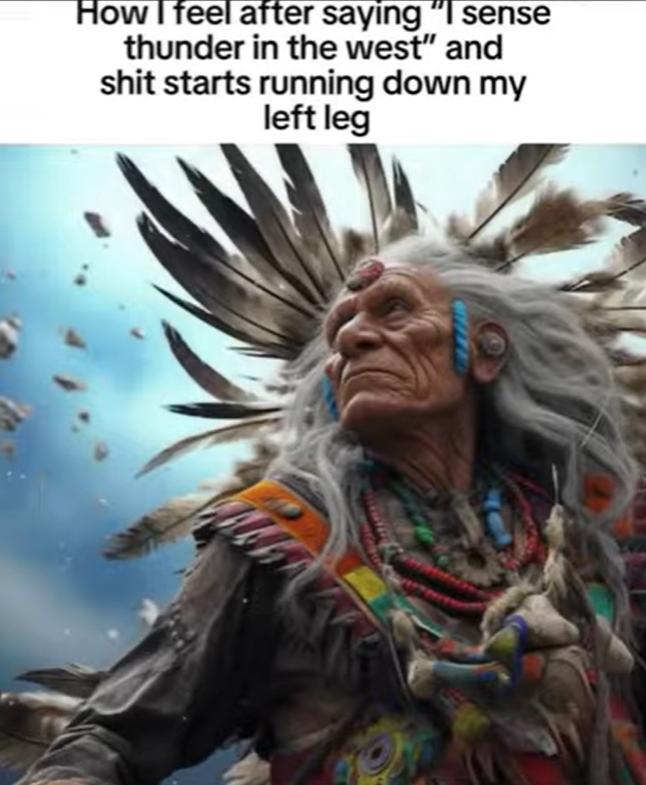 How I feel after saying "I sense
thunder in the west" and
shit starts running down my
left leg